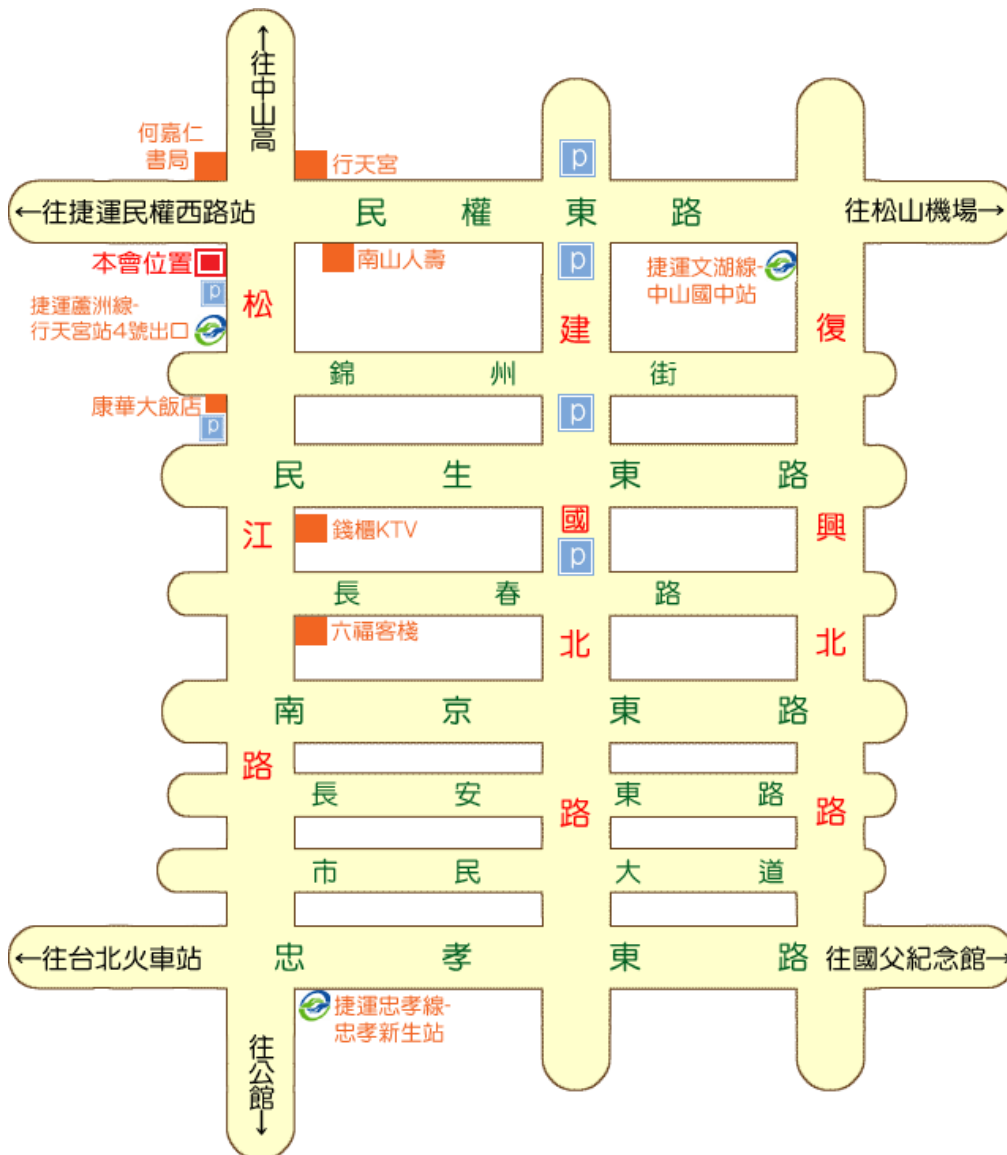 ↑往中山高
何嘉仁
書局
行天宮
←往捷運民權西路站
民權東路
往松山機場→
本會位置
南山人壽
捷運文湖線-
中山國中站
P
P
P
捷運蘆洲線-
行天宮站4號出口
松江路
建國北路
復興北路
錦州街
康華大飯店
P
P
民生東路
錢櫃KTV
P
長春路
六福客棧
南京東路
長安東路
市民大道
←往台北火車站
忠孝東路
往國父紀念館→
捷運忠孝線-
忠孝新生站
往公館↓